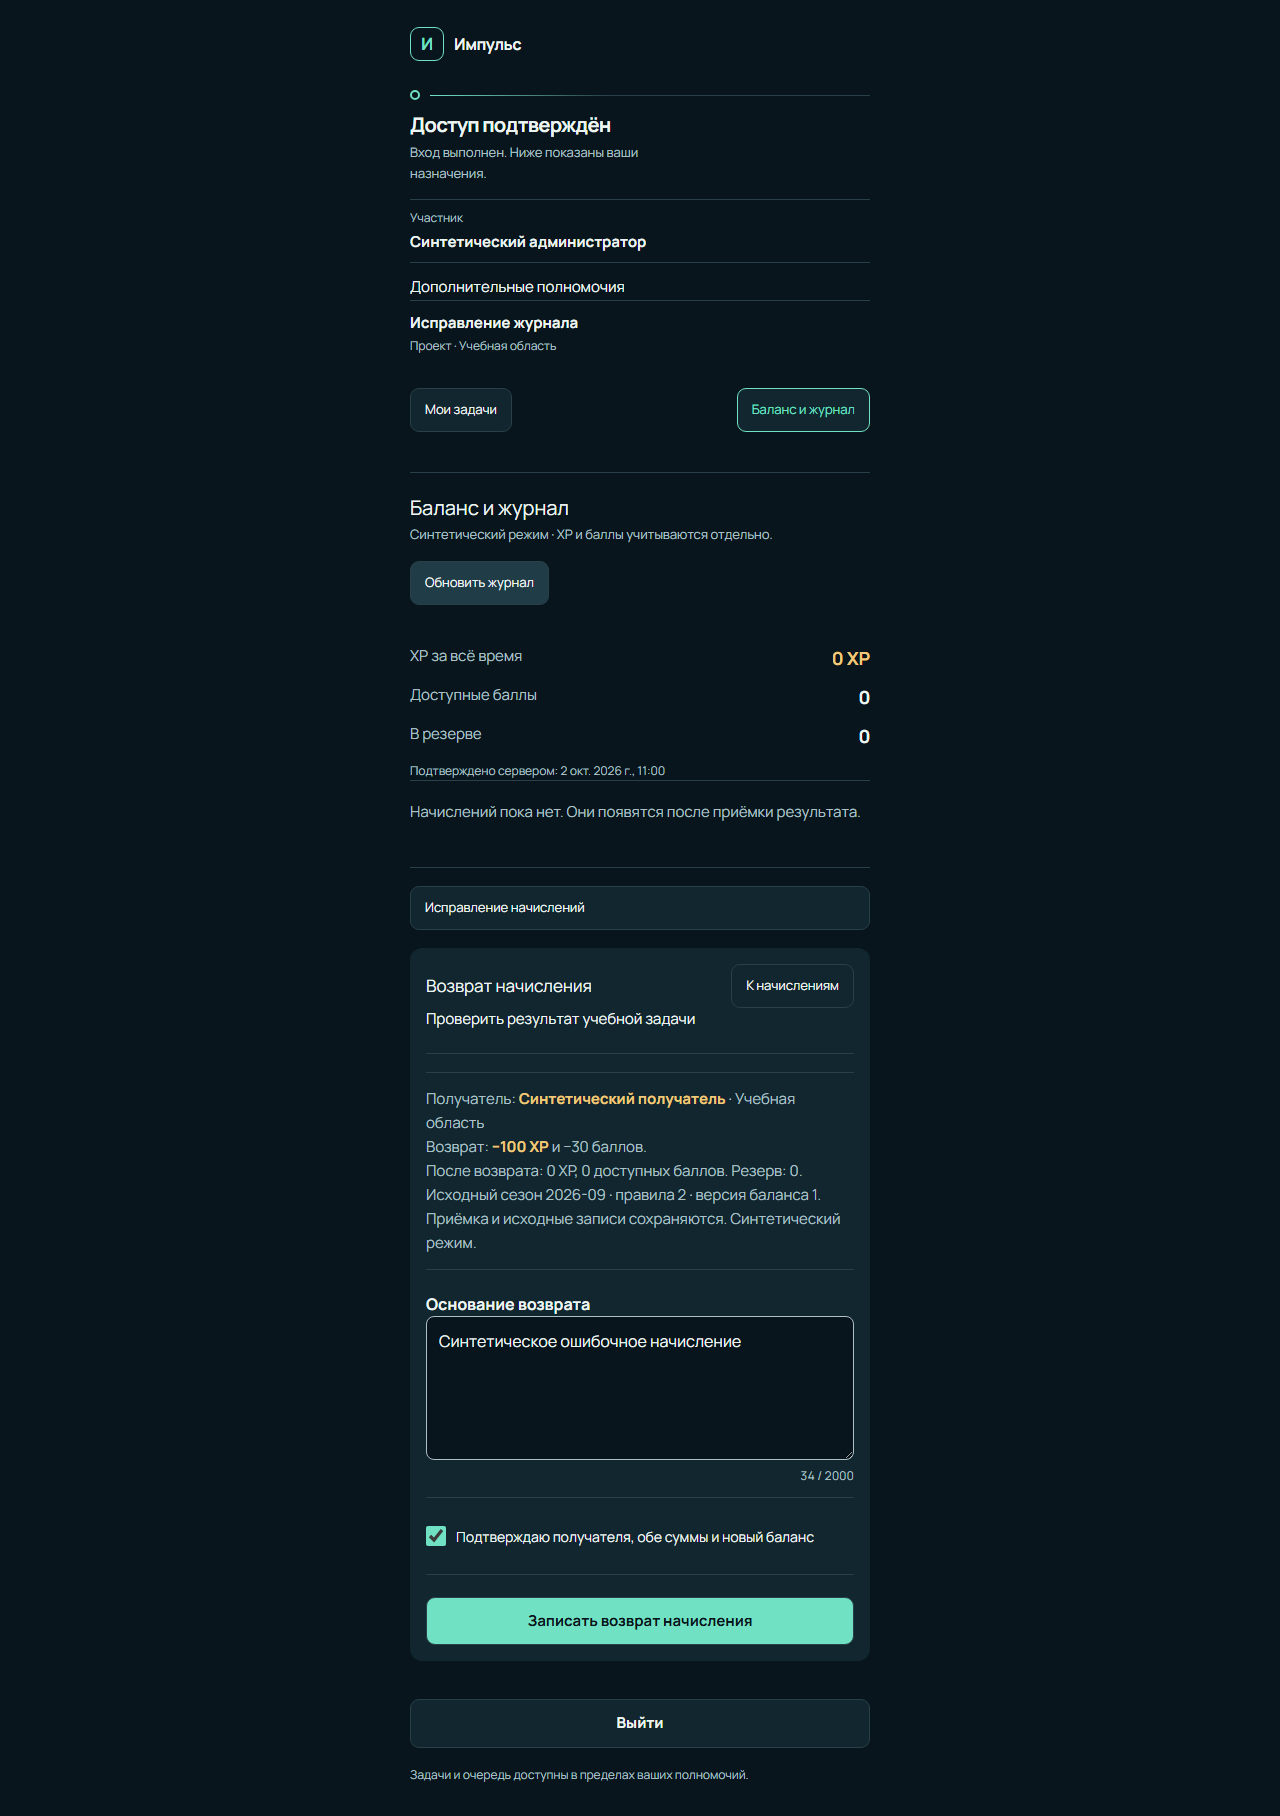 И Импульс
Доступ подтверждён
Вход выполнен. Ниже показаны ваши
назначения.
Участник
Синтетический администратор
Дополнительные полномочия
Исправление журнала
Проект · Учебная область
Мои задачи
Баланс и журнал
Баланс и журнал
Синтетический режим · XP и баллы учитываются отдельно.
Обновить журнал
XP за всё время 0 XP
Доступные баллы 0
В резерве 0
Подтверждено сервером: 2 окт. 2026 г., 11:00
Начислений пока нет. Они появятся после приёмки результата.
Исправление начислений
Возврат начисления
К начислениям
Проверить результат учебной задачи
Получатель: Синтетический получатель · Учебная
область
Возврат: −100 XP и −30 баллов.
После возврата: 0 XP, 0 доступных баллов. Резерв: 0.
Исходный сезон 2026-09 · правила 2 · версия баланса 1.
Приёмка и исходные записи сохраняются. Синтетический
режим.
Основание возврата
Синтетическое ошибочное начисление
34 / 2000
Подтверждаю получателя, обе суммы и новый баланс
Записать возврат начисления
Выйти
Задачи и очередь доступны в пределах ваших полномочий.